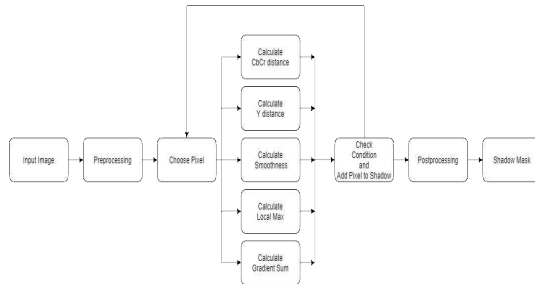 Calculate
CbCr distance
Calculate
Y distance
Input Image
Preprocessing
Choose Pixel
Calculate
Smoothness
Check
Condition
and
Add Pixel to Shadow
Postprocessing
Shadow Mask
Calculate
Local Max
Calculate
Gradient Sum